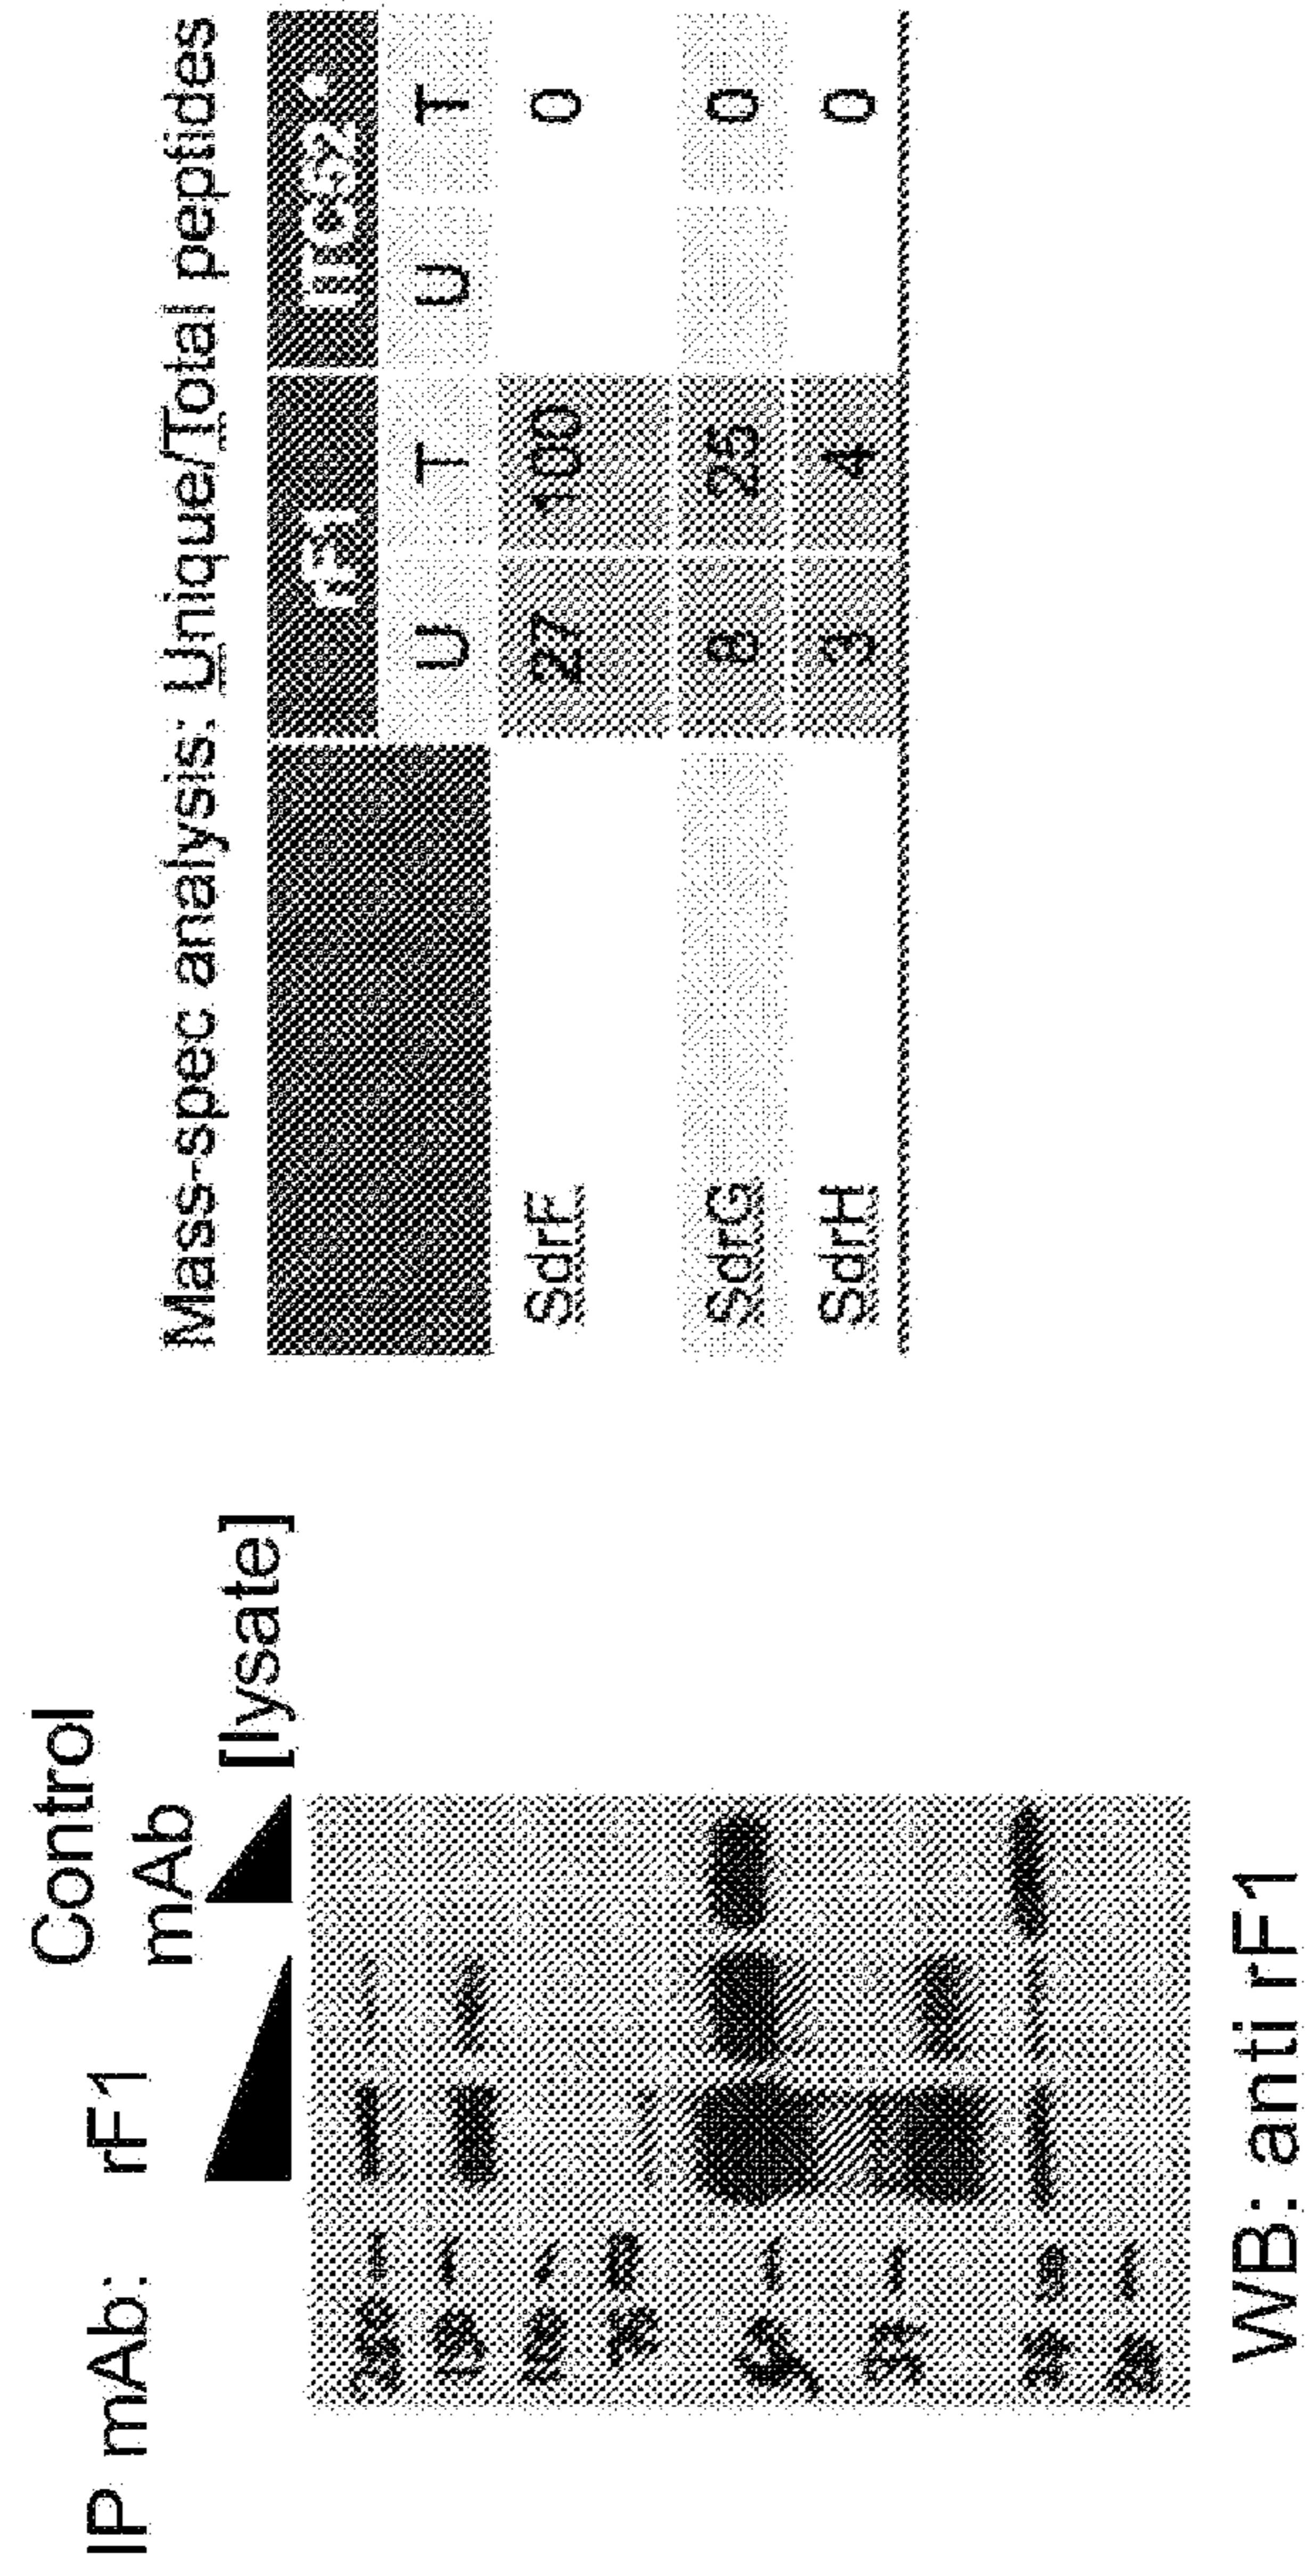 IP mAb: rF1 Control
mAb
[lysate]
WB: anti rF1
Mass-spec analysis: Unique/Total peptides
rF1
U T U T
SdrF 27 100 0
SdrG 25 0
SdrH 3 4 0